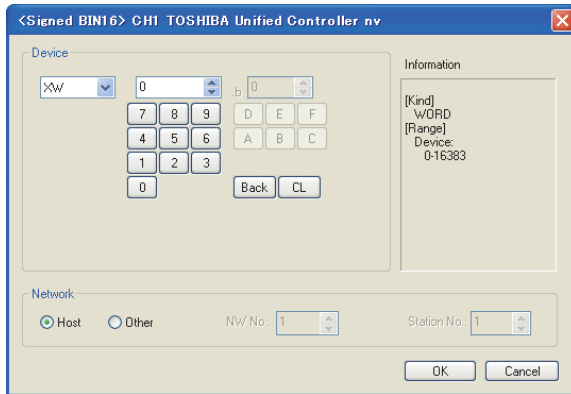 <Signed BIN16> CH1 TOSHIBA Unified Controller nv
Device
XW 0 .b 0
7 8 9 D E F
4 5 6 A B C
1 2 3
0 Back CL
Information
[Kind]
WORD
[Range]
Device:
0-16383
Network
Host Other NW No.: 1 Station No.: 1
OK Cancel